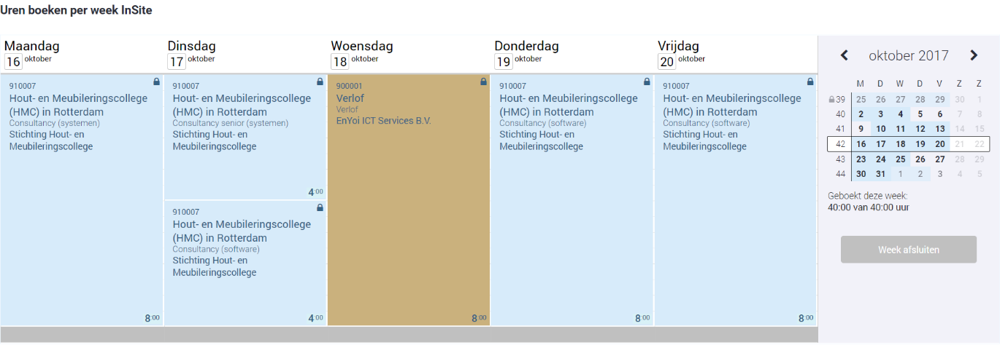 Uren boeken per week InSite
Maandag
16 oktober
Dinsdag
17 oktober
Woensdag
18 oktober
Donderdag
19 oktober
Vrijdag
20 oktober
910007
Hout- en Meubileringscollege
(HMC) in Rotterdam
Consultancy (systemen)
Stichting Hout- en
Meubileringscollege
8:00
910007
Hout- en Meubileringscollege
(HMC) in Rotterdam
Consultancy senior (systemen)
Stichting Hout- en
Meubileringscollege
4:00
910007
Hout- en Meubileringscollege
(HMC) in Rotterdam
Consultancy (software)
Stichting Hout- en
Meubileringscollege
4:00
900001
Verlof
Verlof
EnYoi ICT Services B.V.
8:00
910007
Hout- en Meubileringscollege
(HMC) in Rotterdam
Consultancy (software)
Stichting Hout- en
Meubileringscollege
8:00
910007
Hout- en Meubileringscollege
(HMC) in Rotterdam
Consultancy (software)
Stichting Hout- en
Meubileringscollege
8:00
oktober 2017
M D W D V Z Z
39 25 26 27 28 29 30 1
40 2 3 4 5 6 7 8
41 9 10 11 12 13 14 15
42 16 17 18 19 20 21 22
43 23 24 25 26 27 28 29
44 30 31 1 2 3 4 5
Geboekt deze week:
40:00 van 40:00 uur
Week afsluiten